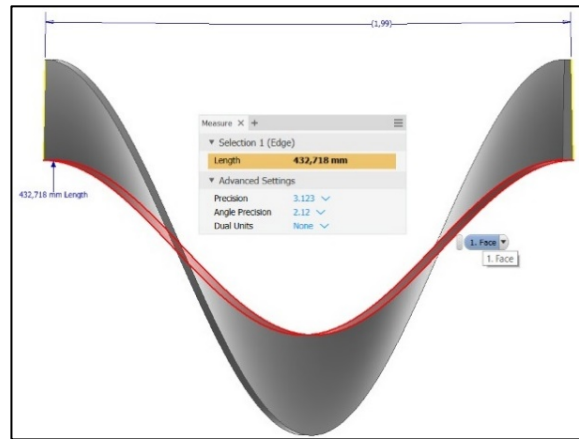 (1,99)
Measure X +
Selection 1 (Edge)
Length 432,718 mm
Advanced Settings
Precision 3.123
Angle Precision 2.12
Dual Units None
432,718 mm Length
1. Face
1. Face